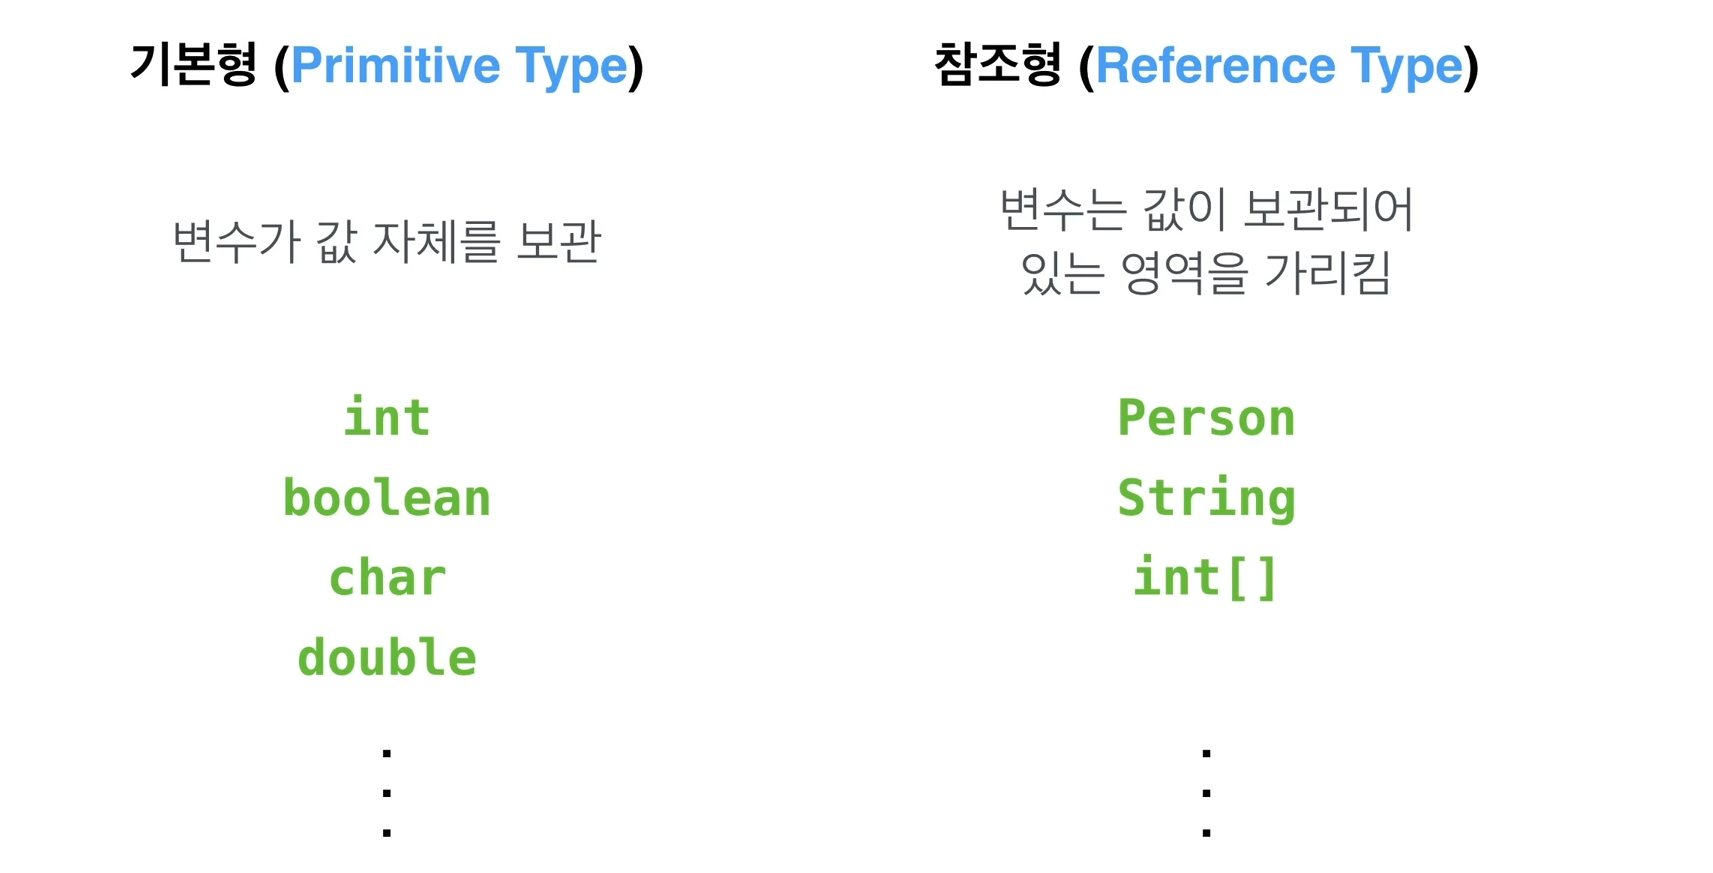 기본형 (Primitive Type)
변수가 값 자체를 보관
int
boolean
char
double
.
.
.
참조형 (Reference Type)
변수는 값이 보관되어
있는 영역을 가리킴
Person
String
int[]
.
.
.